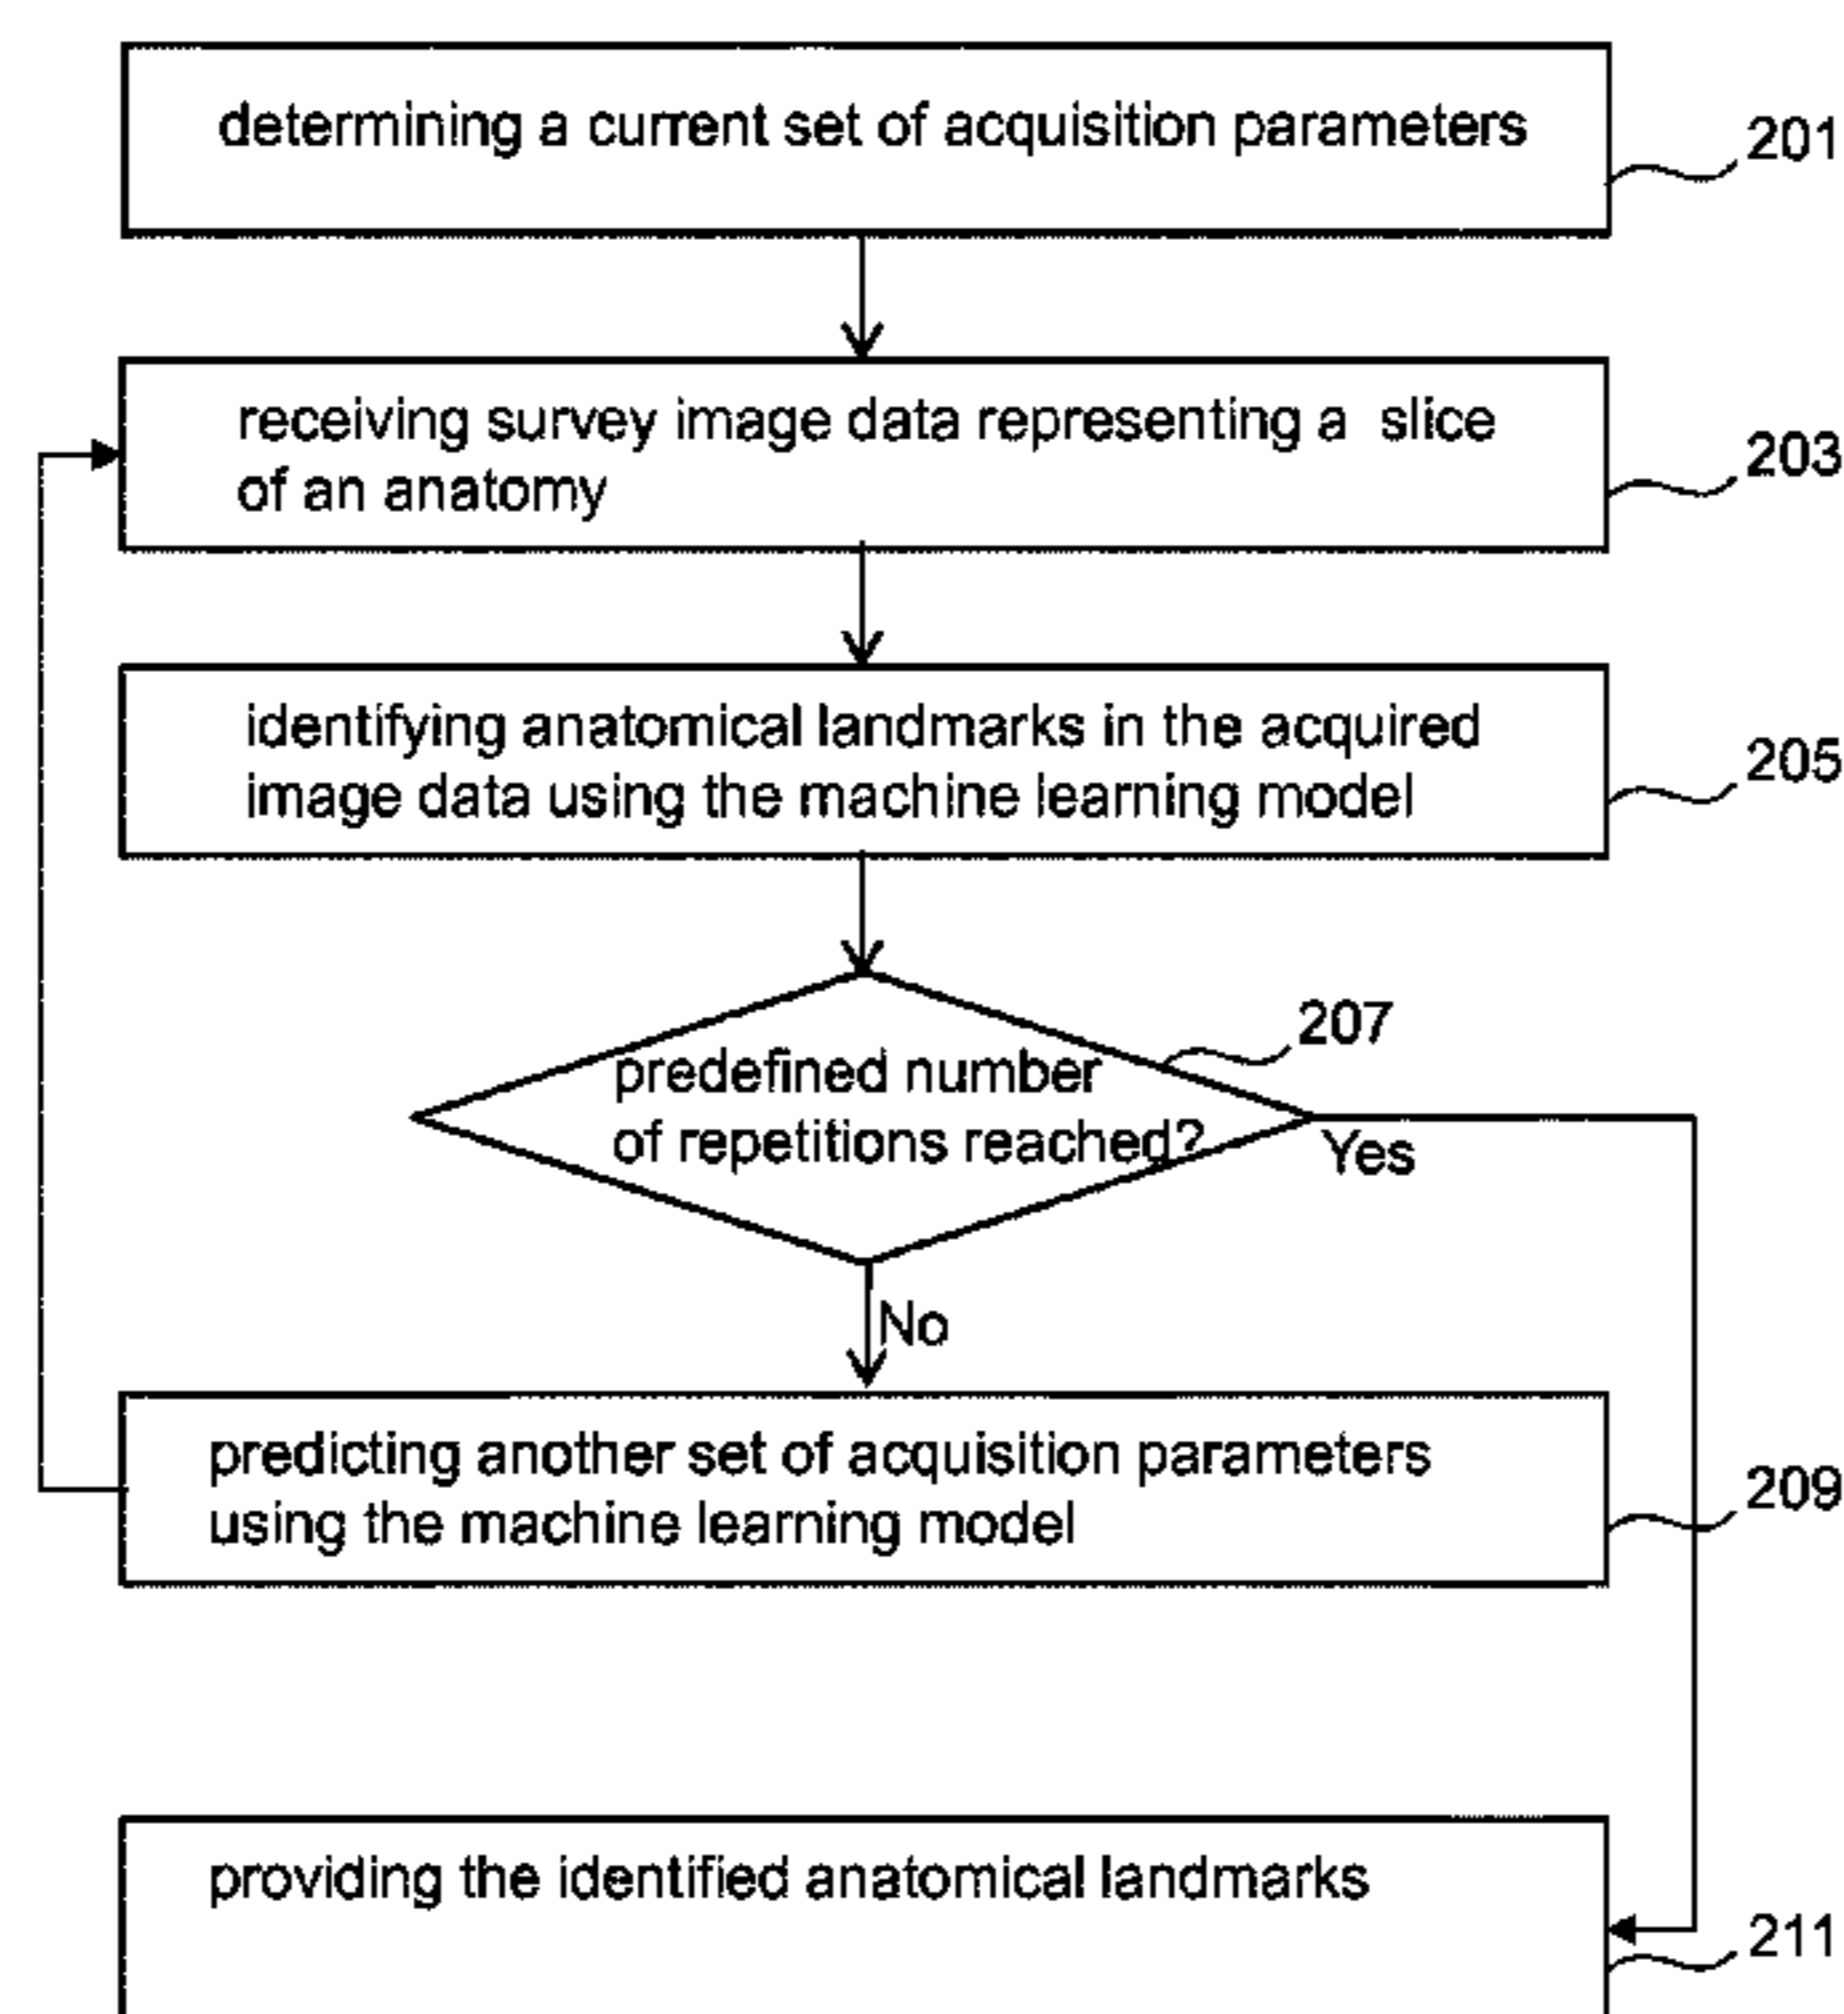 determining a current set of acquisition parameters
201
receiving survey image data representing a slice
of an anatomy
203
identifying anatomical landmarks in the acquired
image data using the machine learning model
205
207
predefined number
of repetitions reached?
Yes
No
predicting another set of acquisition parameters
using the machine learning model
209
providing the identified anatomical landmarks
211